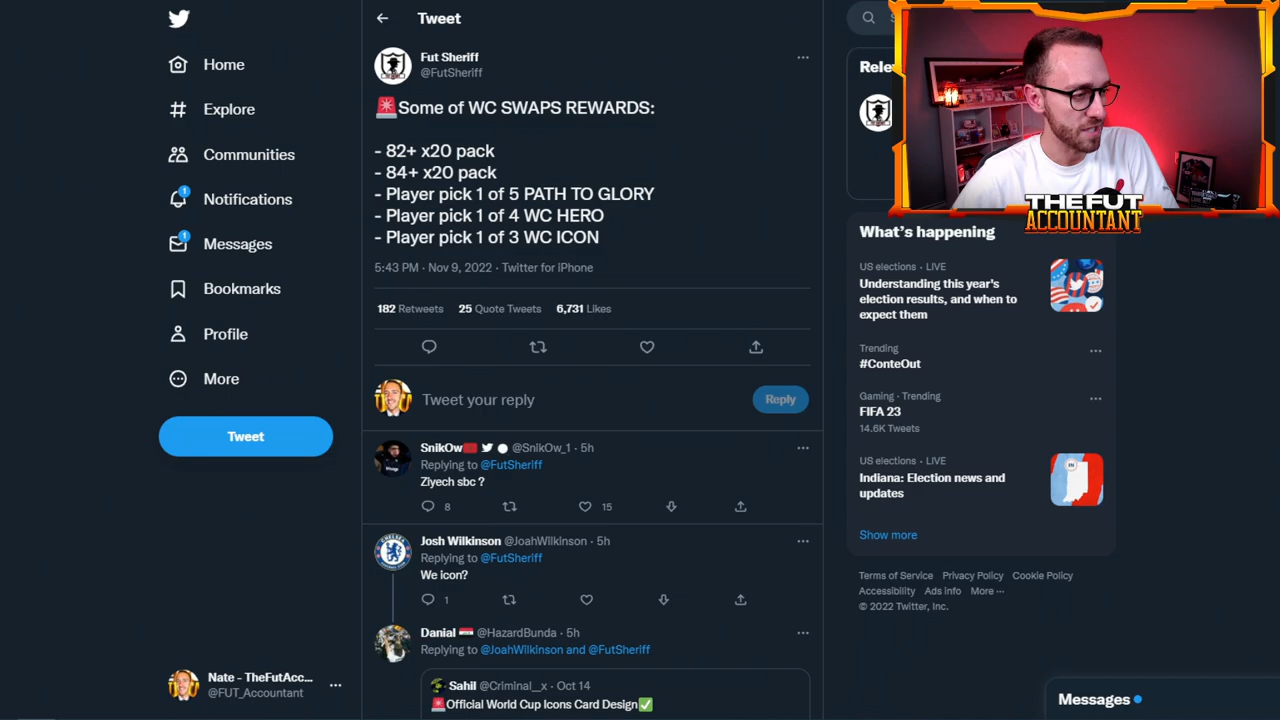 Home
Explore
Communities
1
Notifications
1
Messages
Bookmarks
Profile
More
Tweet
Nate - TheFutAcc...
@FUT_Accountant
Tweet
Fut Sheriff
@FutSheriff
🚨Some of WC SWAPS REWARDS:
- 82+ x20 pack
- 84+ x20 pack
- Player pick 1 of 5 PATH TO GLORY
- Player pick 1 of 4 WC HERO
- Player pick 1 of 3 WC ICON
5:43 PM · Nov 9, 2022 · Twitter for iPhone
182 Retweets 25 Quote Tweets 6,731 Likes
Tweet your reply
Reply
SnikOw @SnikOw_1 · 5h
Replying to @FutSheriff
Ziyech sbc ?
8 15
Josh Wilkinson @JoahWilkinson · 5h
Replying to @FutSheriff
We icon?
1
Danial @HazardBunda · 5h
Replying to @JoahWilkinson and @FutSheriff
Sahil @Criminal__x · Oct 14
🚨Official World Cup Icons Card Design✅
THE FUT
ACCOUNTANT
What's happening
US elections · LIVE
Understanding this year's
election results, and when to
expect them
Trending
#ConteOut
Gaming · Trending
FIFA 23
14.6K Tweets
US elections · LIVE
Indiana: Election news and
updates
Show more
Terms of Service Privacy Policy Cookie Policy
Accessibility Ads info More ···
© 2022 Twitter, Inc.
Messages